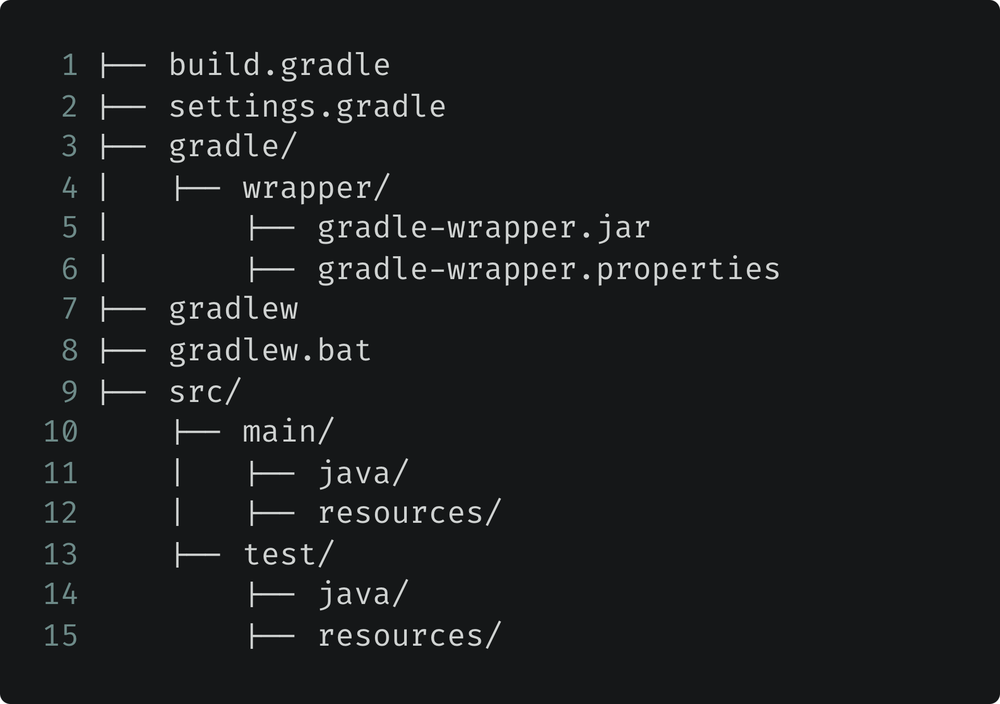 1 ├── build.gradle
2 ├── settings.gradle
3 ├── gradle/
4 │   ├── wrapper/
5 │       ├── gradle-wrapper.jar
6 │       ├── gradle-wrapper.properties
7 ├── gradlew
8 ├── gradlew.bat
9 ├── src/
10     ├── main/
11     │   ├── java/
12     │   ├── resources/
13     ├── test/
14         ├── java/
15         ├── resources/